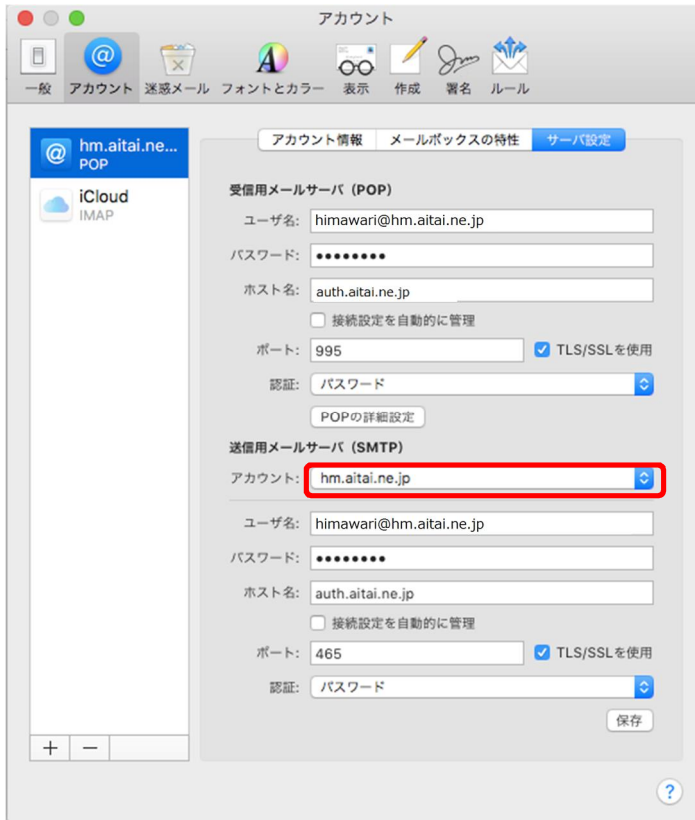 アカウント
一般 アカウント 迷惑メール フォントとカラー 表示 作成 署名 ルール
hm.aitai.ne...
POP
iCloud
IMAP
アカウント情報 メールボックスの特性 サーバ設定
受信用メールサーバ（POP）
ユーザ名: himawari@hm.aitai.ne.jp
パスワード: ••••••••
ホスト名: auth.aitai.ne.jp
接続設定を自動的に管理
ポート: 995 TLS/SSLを使用
認証: パスワード
POPの詳細設定
送信用メールサーバ（SMTP）
アカウント: hm.aitai.ne.jp
ユーザ名: himawari@hm.aitai.ne.jp
パスワード: ••••••••
ホスト名: auth.aitai.ne.jp
接続設定を自動的に管理
ポート: 465 TLS/SSLを使用
認証: パスワード
保存
+ −
?